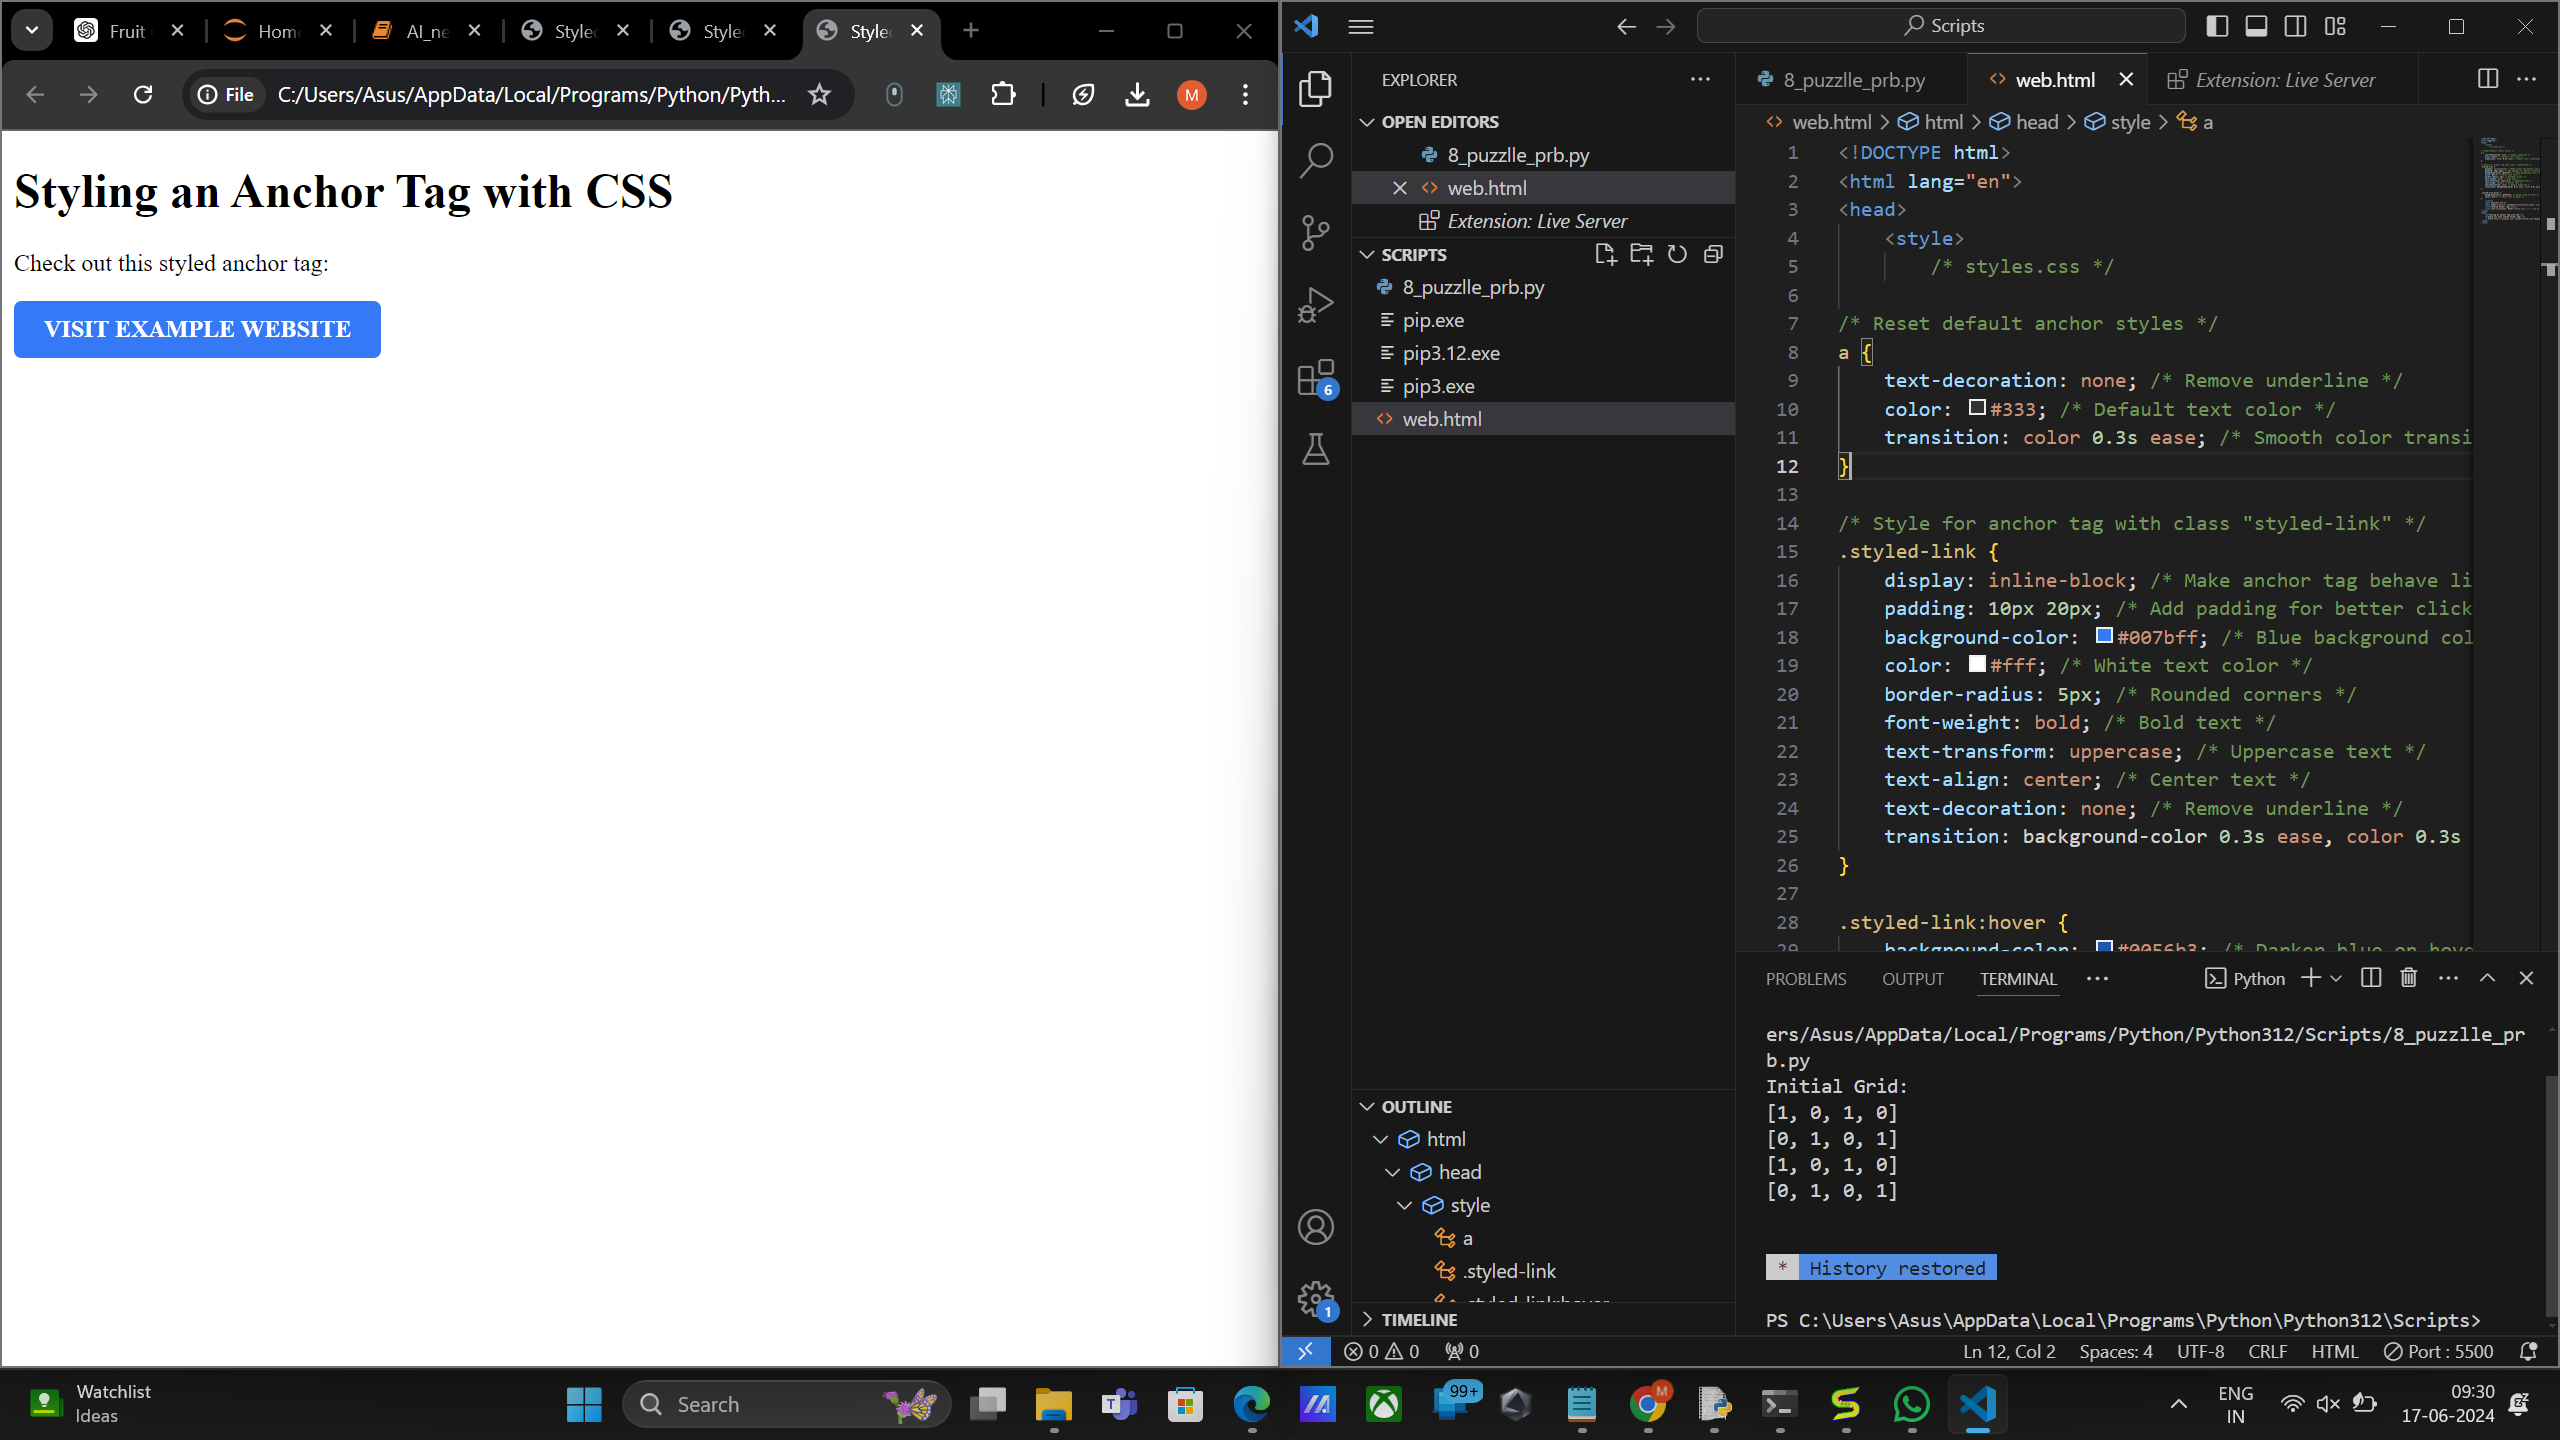 Fruit
Home
AI_ne
Style
Style
Style
File
C:/Users/Asus/AppData/Local/Programs/Python/Pyth...
M
Styling an Anchor Tag with CSS
Check out this styled anchor tag:
VISIT EXAMPLE WEBSITE
Scripts
EXPLORER
OPEN EDITORS
8_puzzlle_prb.py
web.html
Extension: Live Server
SCRIPTS
8_puzzlle_prb.py
pip.exe
pip3.12.exe
pip3.exe
web.html
6
OUTLINE
html
head
style
a
.styled-link
TIMELINE
1
8_puzzlle_prb.py
web.html
Extension: Live Server
web.html > html > head > style > a
1 <!DOCTYPE html>
2 <html lang="en">
3 <head>
4 <style>
5 /* styles.css */
6
7 /* Reset default anchor styles */
8 a {
9 text-decoration: none; /* Remove underline */
10 color: #333; /* Default text color */
11 transition: color 0.3s ease; /* Smooth color transi
12 }
13
14 /* Style for anchor tag with class "styled-link" */
15 .styled-link {
16 display: inline-block; /* Make anchor tag behave li
17 padding: 10px 20px; /* Add padding for better click
18 background-color: #007bff; /* Blue background col
19 color: #fff; /* White text color */
20 border-radius: 5px; /* Rounded corners */
21 font-weight: bold; /* Bold text */
22 text-transform: uppercase; /* Uppercase text */
23 text-align: center; /* Center text */
24 text-decoration: none; /* Remove underline */
25 transition: background-color 0.3s ease, color 0.3s
26 }
27
28 .styled-link:hover {
29 background-color: #0056b3; /* Darker blue on hove
PROBLEMS OUTPUT TERMINAL
Python
ers/Asus/AppData/Local/Programs/Python/Python312/Scripts/8_puzzlle_pr
b.py
Initial Grid:
[1, 0, 1, 0]
[0, 1, 0, 1]
[1, 0, 1, 0]
[0, 1, 0, 1]
* History restored
PS C:\Users\Asus\AppData\Local\Programs\Python\Python312\Scripts>
0 0 0
Ln 12, Col 2 Spaces: 4 UTF-8 CRLF HTML Port : 5500
Watchlist
Ideas
Search
99+
M
ENG
IN
09:30
17-06-2024